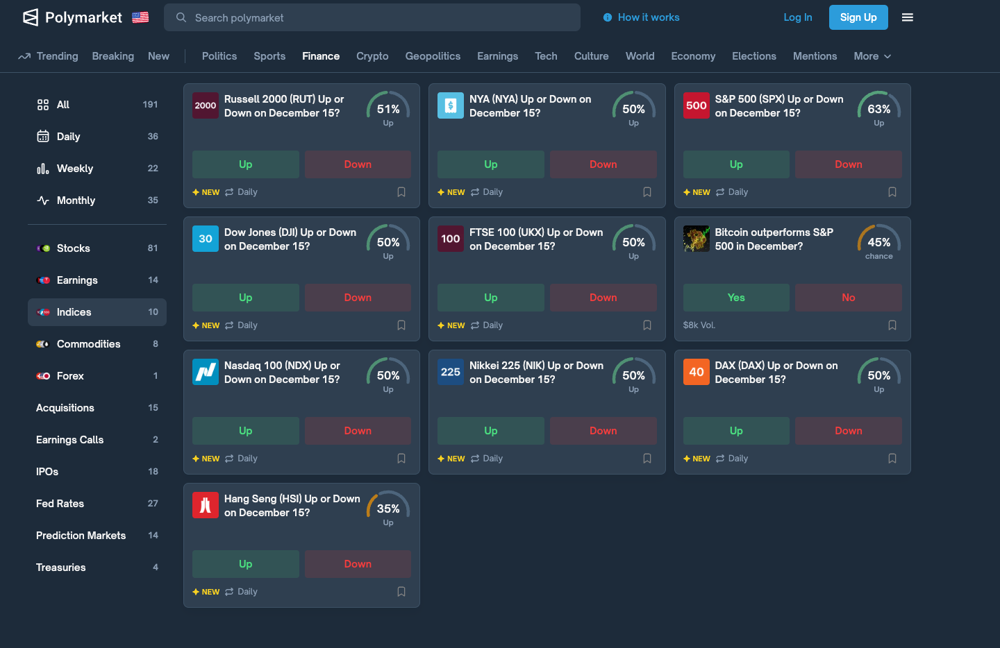 Polymarket
Search polymarket
How it works
Log In
Sign Up
Trending
Breaking
New
Politics
Sports
Finance
Crypto
Geopolitics
Earnings
Tech
Culture
World
Economy
Elections
Mentions
More
All 191
Daily 36
Weekly 22
Monthly 35
Stocks 81
Earnings 14
Indices 10
Commodities 8
Forex 1
Acquisitions 15
Earnings Calls 2
IPOs 18
Fed Rates 27
Prediction Markets 14
Treasuries 4
2000
Russell 2000 (RUT) Up or
Down on December 15?
51%
Up
Up
Down
NEW
Daily
$
NYA (NYA) Up or Down on
December 15?
50%
Up
Up
Down
NEW
Daily
500
S&P 500 (SPX) Up or Down
on December 15?
63%
Up
Up
Down
NEW
Daily
30
Dow Jones (DJI) Up or Down
on December 15?
50%
Up
Up
Down
NEW
Daily
100
FTSE 100 (UKX) Up or Down
on December 15?
50%
Up
Up
Down
NEW
Daily
Bitcoin outperforms S&P
500 in December?
45%
chance
Yes
No
$8k Vol.
Nasdaq 100 (NDX) Up or
Down on December 15?
50%
Up
Up
Down
NEW
Daily
225
Nikkei 225 (NIK) Up or Down
on December 15?
50%
Up
Up
Down
NEW
Daily
40
DAX (DAX) Up or Down on
December 15?
50%
Up
Up
Down
NEW
Daily
Hang Seng (HSI) Up or Down
on December 15?
35%
Up
Up
Down
NEW
Daily